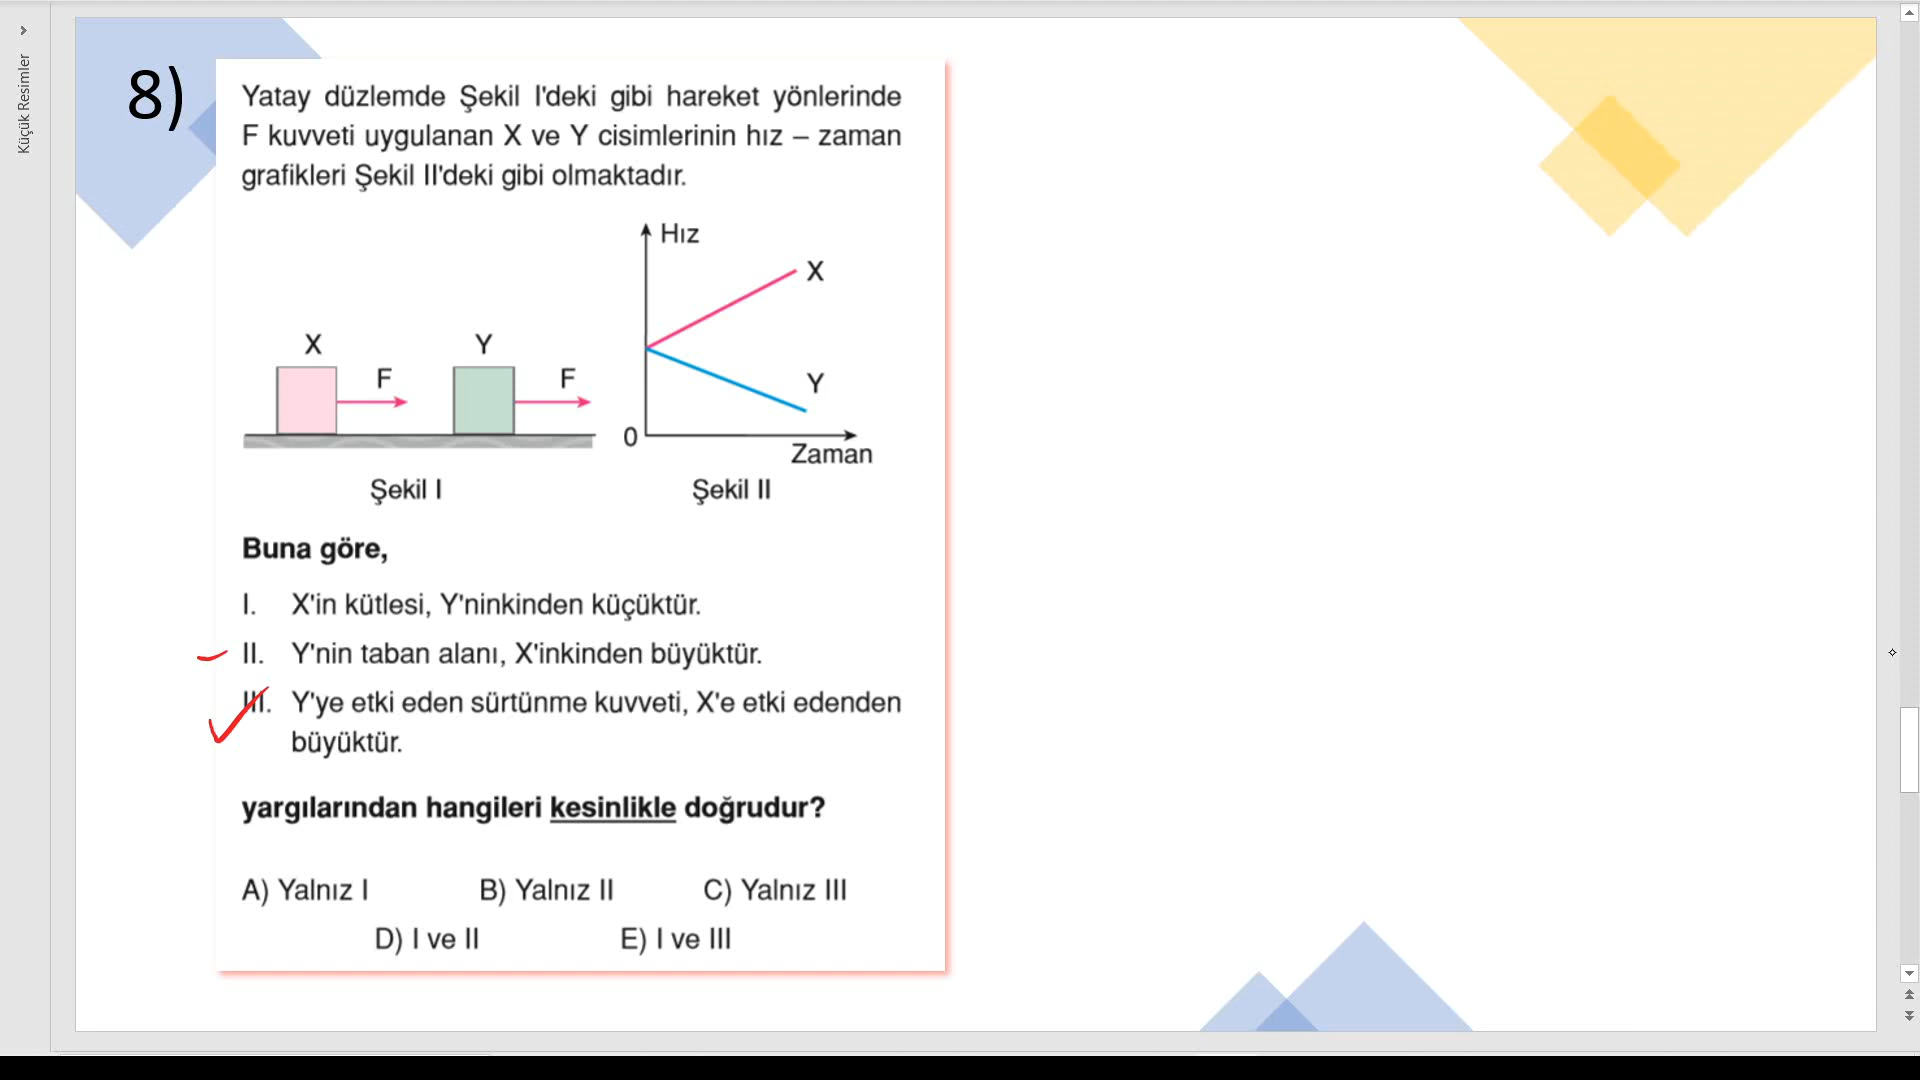 Küçük Resimler
8)
Yatay düzlemde Şekil I'deki gibi hareket yönlerinde
F kuvveti uygulanan X ve Y cisimlerinin hız – zaman
grafikleri Şekil II'deki gibi olmaktadır.
X
F
Y
F
Şekil I
Hız
X
Y
0
Zaman
Şekil II
Buna göre,
I. X'in kütlesi, Y'ninkinden küçüktür.
II. Y'nin taban alanı, X'inkinden büyüktür.
III. Y'ye etki eden sürtünme kuvveti, X'e etki edenden
büyüktür.
yargılarından hangileri kesinlikle doğrudur?
A) Yalnız I B) Yalnız II C) Yalnız III
D) I ve II E) I ve III